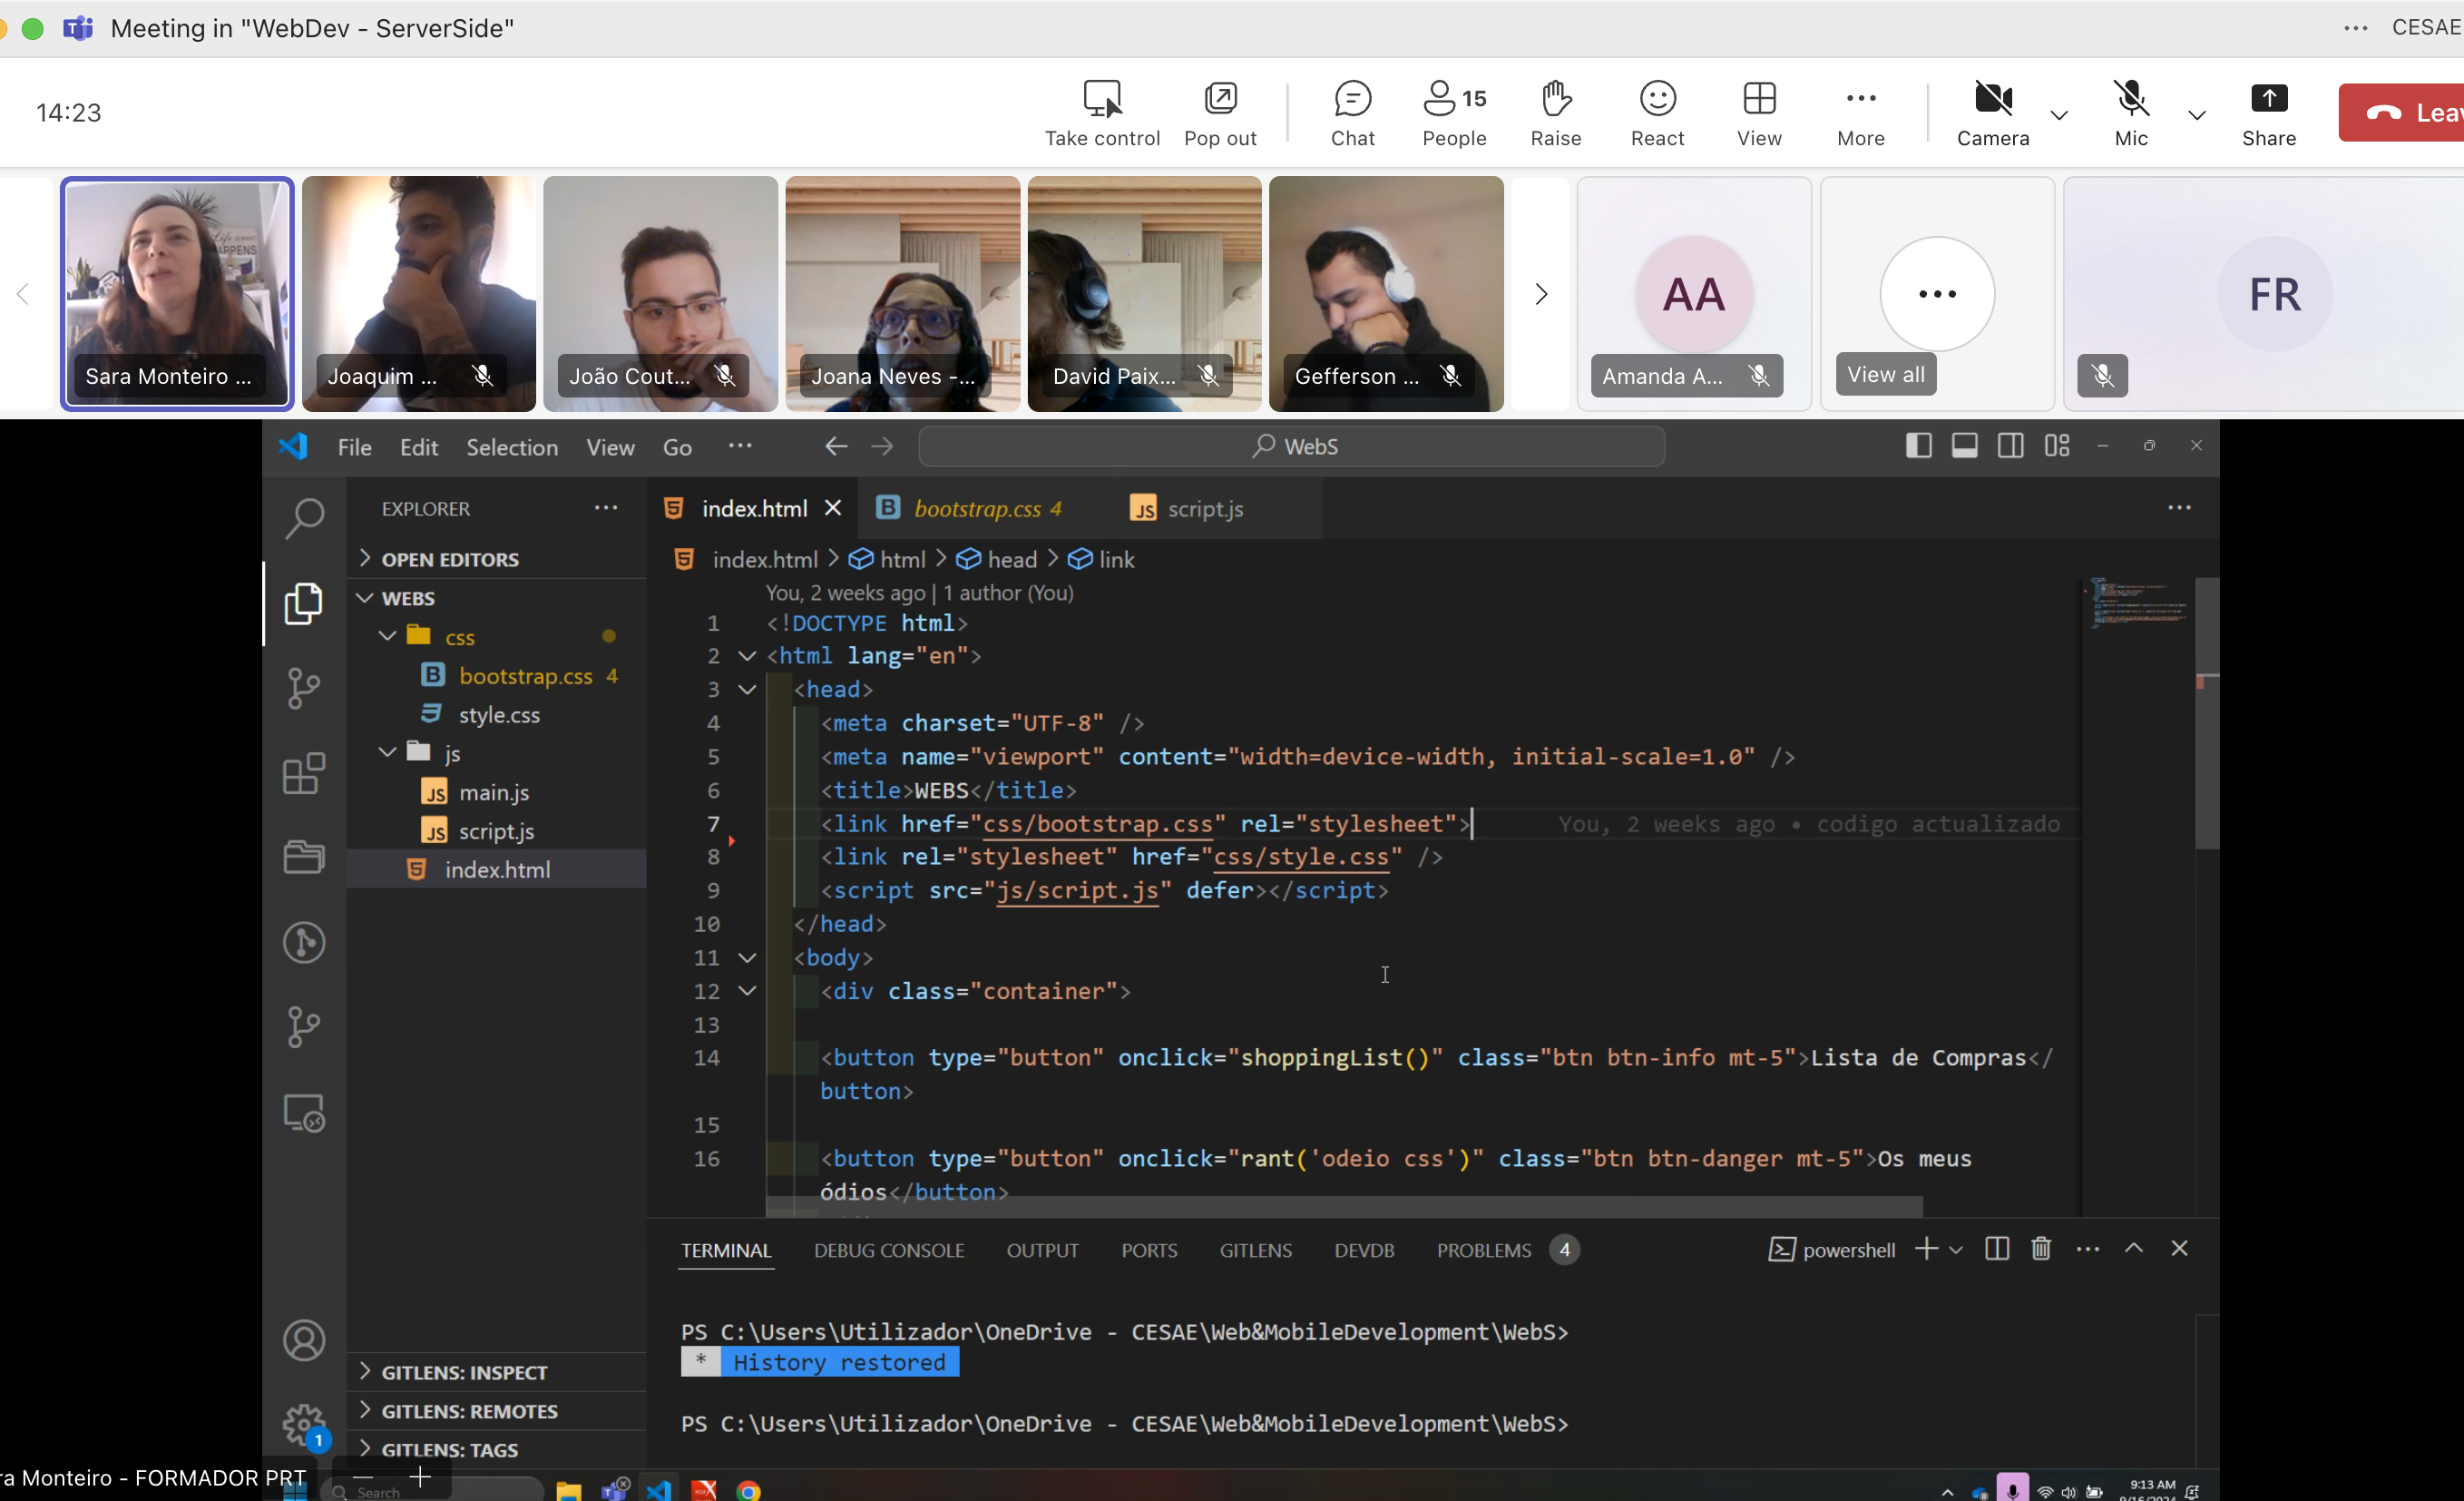 Meeting in "WebDev - ServerSide"
CESAE
14:23
Take control
Pop out
Chat
15
People
Raise
React
View
More
Camera
Mic
Share
Sara Monteiro ...
Joaquim ...
João Cout...
Joana Neves -...
David Paix...
Gefferson ...
AA
Amanda A...
View all
FR
File Edit Selection View Go ...
WebS
EXPLORER
OPEN EDITORS
WEBS
css
bootstrap.css 4
style.css
js
main.js
script.js
index.html
GITLENS: INSPECT
GITLENS: REMOTES
GITLENS: TAGS
1
index.html
bootstrap.css 4
script.js
index.html > html > head > link
You, 2 weeks ago | 1 author (You)
1 <!DOCTYPE html>
2 <html lang="en">
3 <head>
4 <meta charset="UTF-8" />
5 <meta name="viewport" content="width=device-width, initial-scale=1.0" />
6 <title>WEBS</title>
7 <link href="css/bootstrap.css" rel="stylesheet"> You, 2 weeks ago • codigo actualizado
8 <link rel="stylesheet" href="css/style.css" />
9 <script src="js/script.js" defer></script>
10 </head>
11 <body>
12 <div class="container">
13
14 <button type="button" onclick="shoppingList()" class="btn btn-info mt-5">Lista de Compras</
button>
15
16 <button type="button" onclick="rant('odeio css')" class="btn btn-danger mt-5">Os meus
ódios</button>
TERMINAL DEBUG CONSOLE OUTPUT PORTS GITLENS DEVDB PROBLEMS 4
powershell
PS C:\Users\Utilizador\OneDrive - CESAE\Web&MobileDevelopment\WebS>
* History restored
PS C:\Users\Utilizador\OneDrive - CESAE\Web&MobileDevelopment\WebS>
Monteiro - FORMADOR PRT
Search
9:13 AM